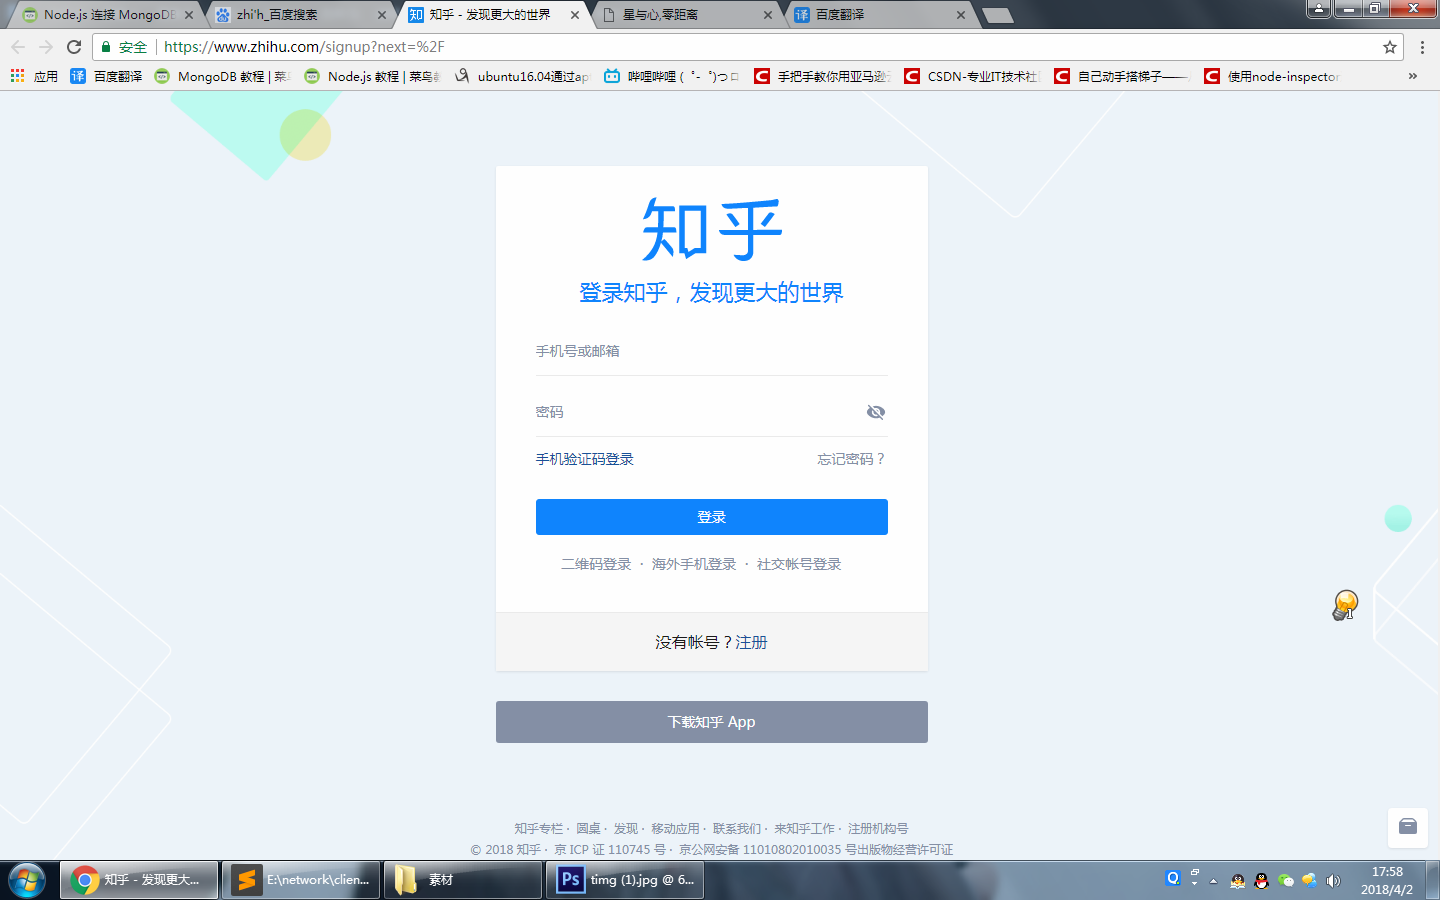 Node.js 连接 MongoDB
zhi'h_百度搜索
知乎 - 发现更大的世界
星与心,零距离
百度翻译
安全
https://www.zhihu.com/signup?next=%2F
应用
百度翻译
MongoDB 教程 | 菜鸟
Node.js 教程 | 菜鸟教
ubuntu16.04通过ap
哔哩哔哩 ( ゜- ゜)つロ
手把手教你用亚马逊云
CSDN-专业IT技术社区
自己动手搭梯子——
使用node-inspector
知乎
登录知乎，发现更大的世界
手机号或邮箱
密码
手机验证码登录
忘记密码？
登录
二维码登录 · 海外手机登录 · 社交帐号登录
没有帐号？注册
下载知乎 App
知乎专栏 · 圆桌 · 发现 · 移动应用 · 联系我们 · 来知乎工作 · 注册机构号
© 2018 知乎 · 京 ICP 证 110745 号 · 京公网安备 11010802010035 号出版物经营许可证
知乎 - 发现更大...
E:\network\clien...
素材
timg (1).jpg @ 6...
17:58
2018/4/2